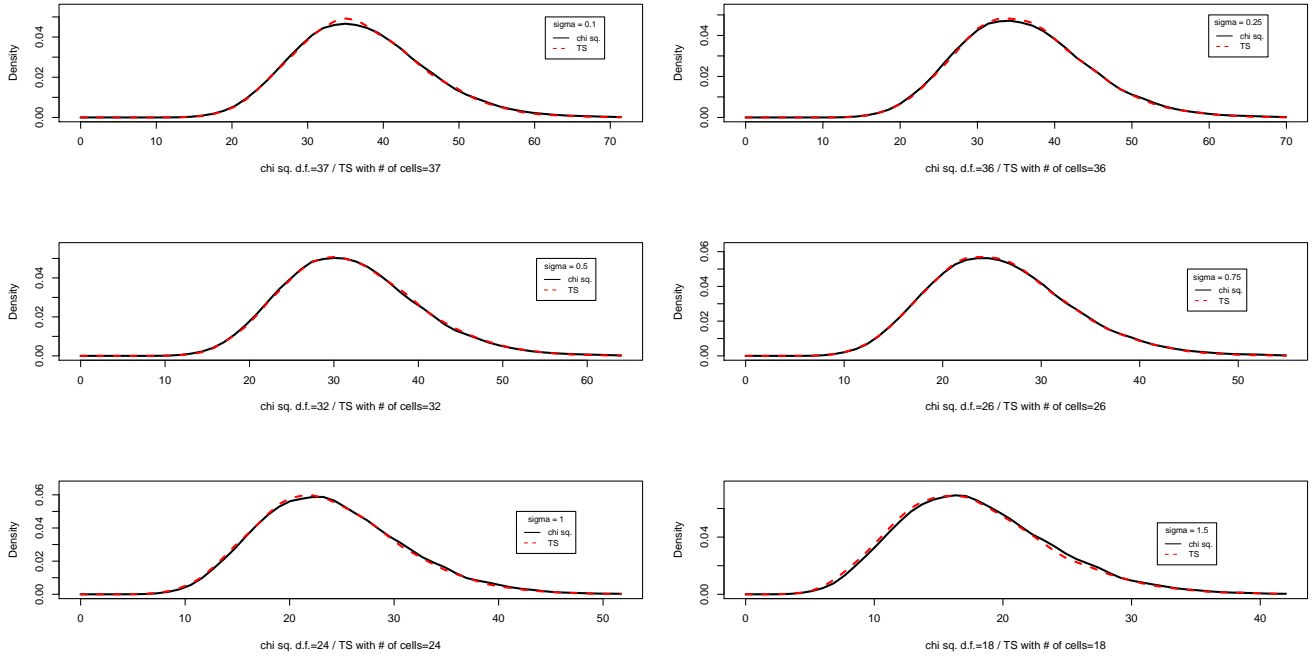 sigma = 0.1
chi sq.
TS
Density
0.00 0.02 0.04
0 10 20 30 40 50 60 70
chi sq. d.f.=37 / TS with # of cells=37
sigma = 0.25
chi sq.
TS
Density
0.00 0.02 0.04
0 10 20 30 40 50 60 70
chi sq. d.f.=36 / TS with # of cells=36
sigma = 0.5
chi sq.
TS
Density
0.00 0.02 0.04
0 10 20 30 40 50 60
chi sq. d.f.=32 / TS with # of cells=32
sigma = 0.75
chi sq.
TS
Density
0.00 0.02 0.04 0.06
0 10 20 30 40 50
chi sq. d.f.=26 / TS with # of cells=26
sigma = 1
chi sq.
TS
Density
0.00 0.02 0.04 0.06
0 10 20 30 40 50
chi sq. d.f.=24 / TS with # of cells=24
sigma = 1.5
chi sq.
TS
Density
0.00 0.04
0 10 20 30 40
chi sq. d.f.=18 / TS with # of cells=18